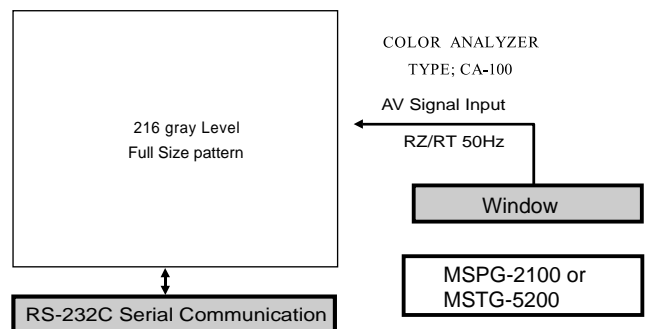 COLOR ANALYZER
TYPE; CA-100
AV Signal Input
RZ/RT 50Hz
216 gray Level
Full Size pattern
Window
MSPG-2100 or
MSTG-5200
RS-232C Serial Communication